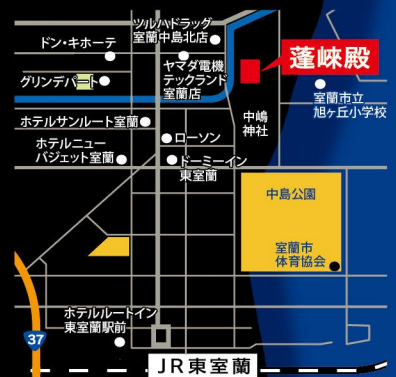 ツルハドラッグ
室蘭中島北店
ドン・キホーテ
ヤマダ電機
テックランド
室蘭店
蓬崍殿
グリンデパート
室蘭市立
旭ヶ丘小学校
中嶋
神社
ホテルサンルート室蘭
ローソン
ホテルニュー
バジェット室蘭
ドーミーイン
東室蘭
中島公園
室蘭市
体育協会
ホテルルートイン
東室蘭駅前
37
JR東室蘭